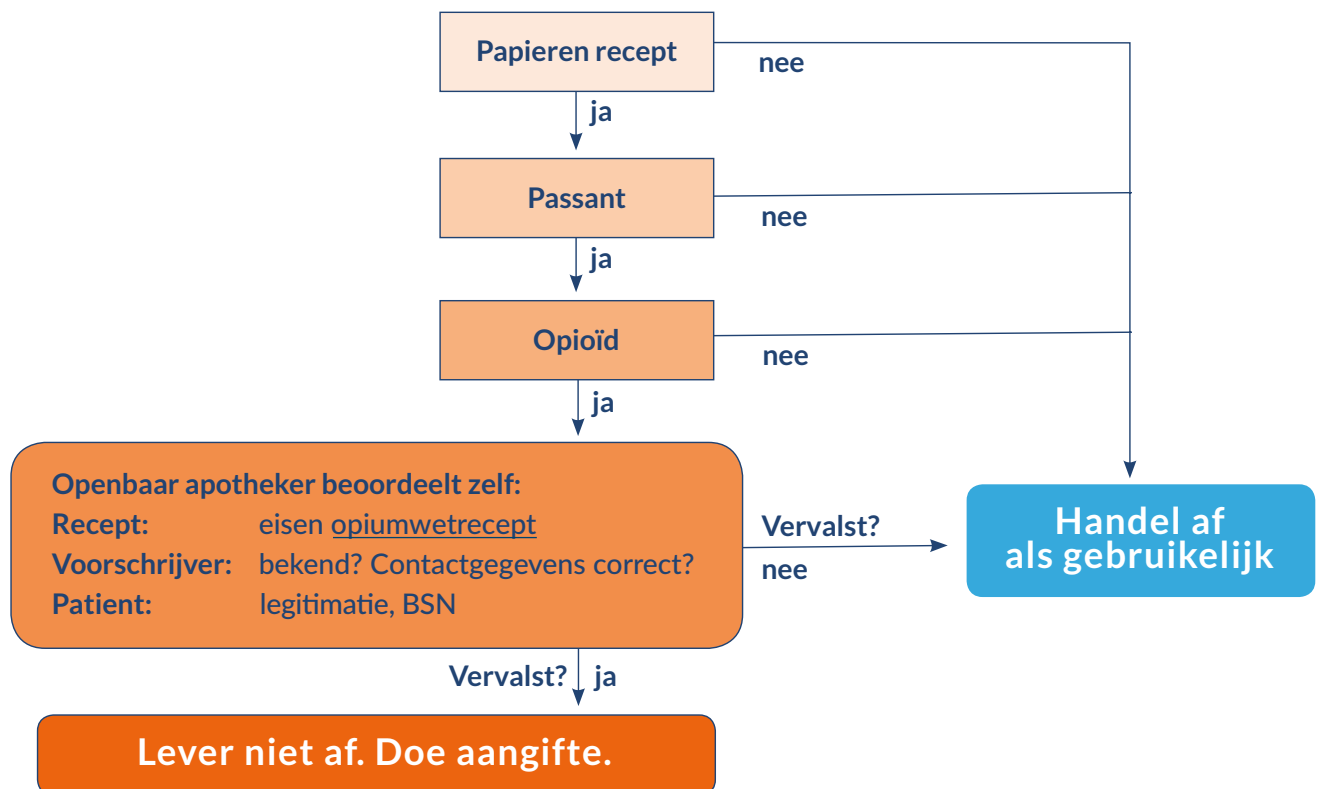 Papieren recept
nee
ja
Passant
nee
ja
Opioïd
nee
ja
Openbaar apotheker beoordeelt zelf:
Recept: eisen opiumwetrecept
Voorschrijver: bekend? Contactgegevens correct?
Patient: legitimatie, BSN
Vervalst?
nee
Handel af
als gebruikelijk
Vervalst? ja
Lever niet af. Doe aangifte.